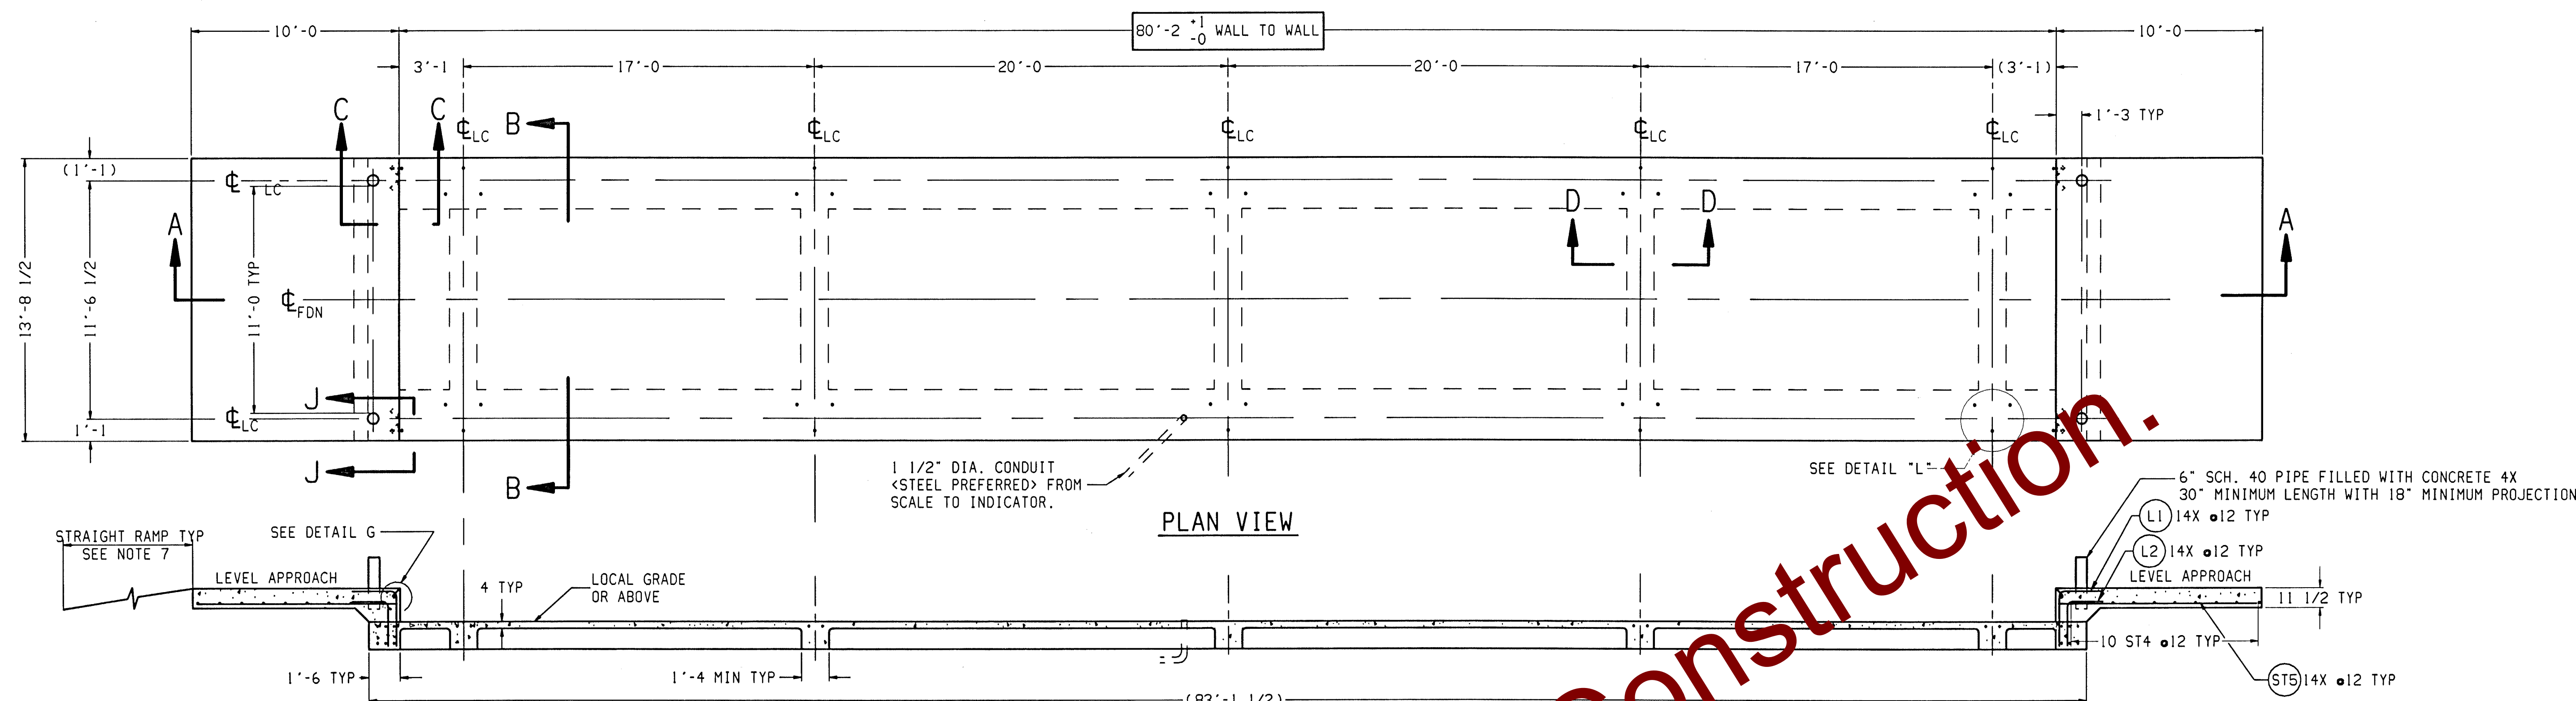 10'-0
80'-2 +1 -0 WALL TO WALL
10'-0
3'-1
17'-0
20'-0
20'-0
17'-0
(3'-1)
C
C
℄LC
B
℄LC
℄LC
℄LC
℄LC
1'-3 TYP
(1'-1)
℄LC
A
D
D
A
13'-8 1/2
11'-6 1/2
11'-0 TYP
℄FDN
J
℄LC
1'-1
J
B
1 1/2" DIA. CONDUIT
<STEEL PREFERRED> FROM
SCALE TO INDICATOR.
SEE DETAIL "L"
PLAN VIEW
6" SCH. 40 PIPE FILLED WITH CONCRETE 4X
30" MINIMUM LENGTH WITH 18" MINIMUM PROJECTION
L1 14X @12 TYP
L2 14X @12 TYP
STRAIGHT RAMP TYP
SEE NOTE 7
SEE DETAIL G
LEVEL APPROACH
4 TYP
LOCAL GRADE
OR ABOVE
LEVEL APPROACH
11 1/2 TYP
10 ST4 @12 TYP
ST5 14X @12 TYP
1'-6 TYP
1'-4 MIN TYP
(83'-1 1/2)
Construction.